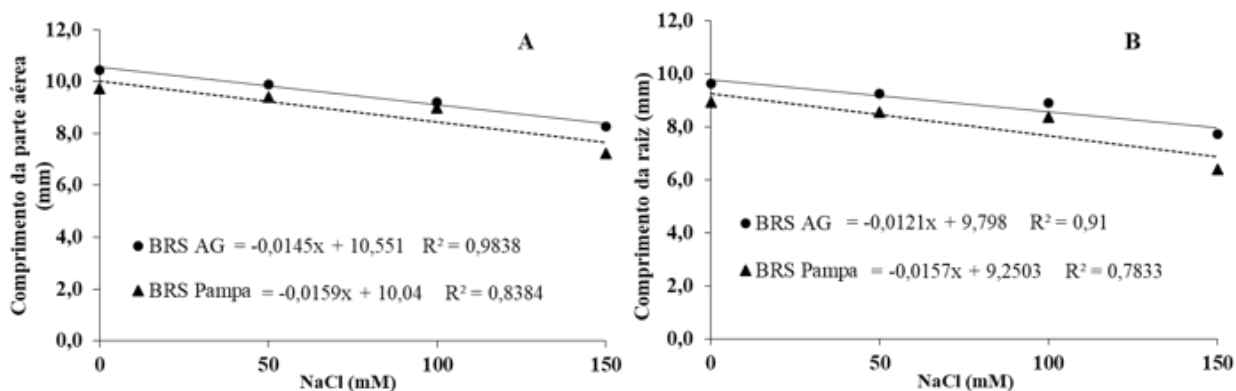 A
Comprimento da parte aérea
(mm)
12,0
10,0
8,0
6,0
4,0
2,0
0,0
BRS AG = -0,0145x + 10,551 R² = 0,9838
BRS Pampa = -0,0159x + 10,04 R² = 0,8384
0 50 100 150
NaCl (mM)
B
Comprimento da raiz (mm)
12,0
10,0
8,0
6,0
4,0
2,0
0,0
BRS AG = -0,0121x + 9,798 R² = 0,91
BRS Pampa = -0,0157x + 9,2503 R² = 0,7833
0 50 100 150
NaCl (mM)